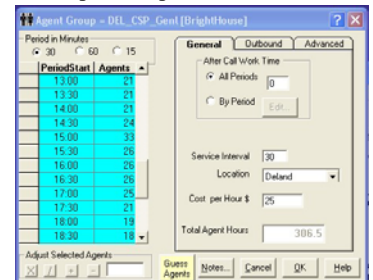 Agent Group - DEL_CSP_Genl [BrightHouse]
Period in Minutes
30 60 15
PeriodStart Agents
13:00 21
13:30 21
14:00 21
14:30 24
15:00 33
15:30 26
16:00 26
16:30 26
17:00 25
17:30 21
18:00 19
18:30 18
Adjust Selected Agents
X / + -
General Outbound Advanced
After Call Work Time
All Periods 0
By Period Edit...
Service Interval 30
Location Deland
Cost per Hour $ 25
Total Agent Hours 306.5
Guess Agents
Notes... Cancel OK Help